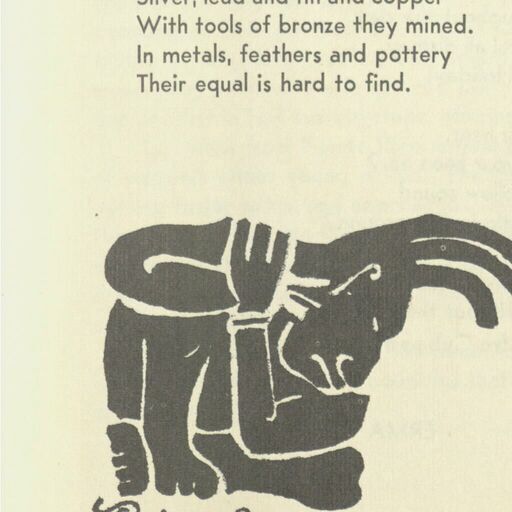 Silver, lead and tin and copper
With tools of bronze they mined.
In metals, feathers and pottery
Their equal is hard to find.